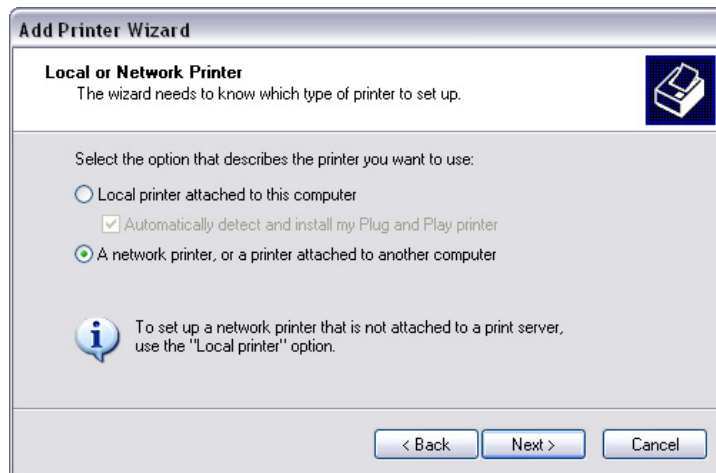 Add Printer Wizard
Local or Network Printer
The wizard needs to know which type of printer to set up.
Select the option that describes the printer you want to use:
Local printer attached to this computer
Automatically detect and install my Plug and Play printer
A network printer, or a printer attached to another computer
To set up a network printer that is not attached to a print server,
use the "Local printer" option.
< Back Next > Cancel